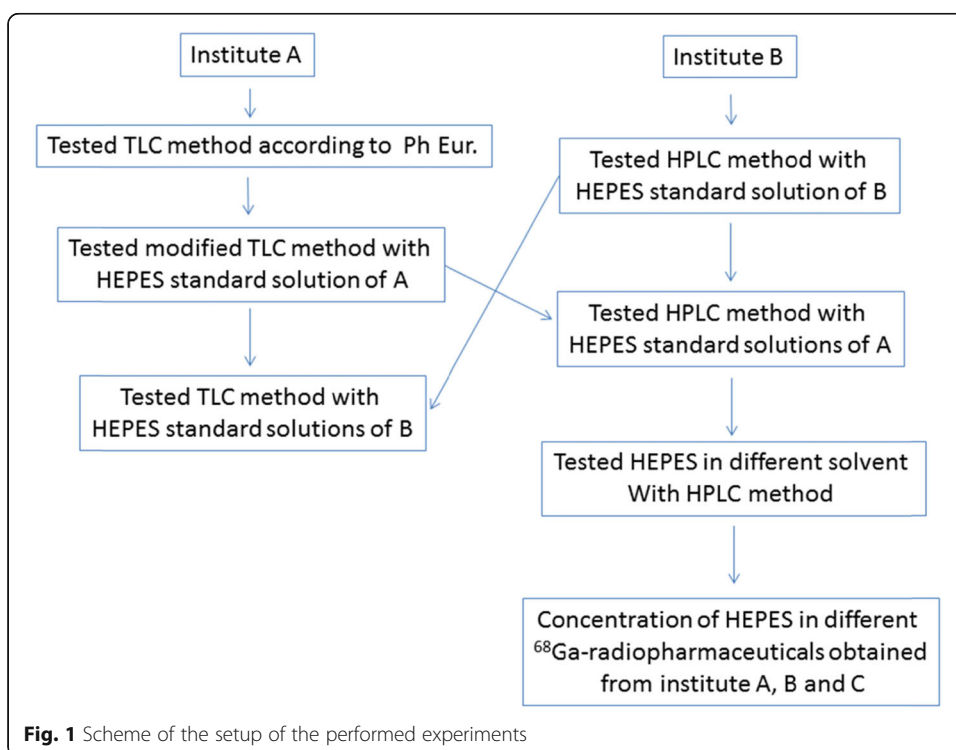 Institute A
Tested TLC method according to Ph Eur.
Tested modified TLC method with
HEPES standard solution of A
Tested TLC method with
HEPES standard solutions of B
Institute B
Tested HPLC method with
HEPES standard solution of B
Tested HPLC method with
HEPES standard solutions of A
Tested HEPES in different solvent
With HPLC method
Concentration of HEPES in different
⁶⁸Ga-radiopharmaceuticals obtained
from institute A, B and C
Fig. 1 Scheme of the setup of the performed experiments